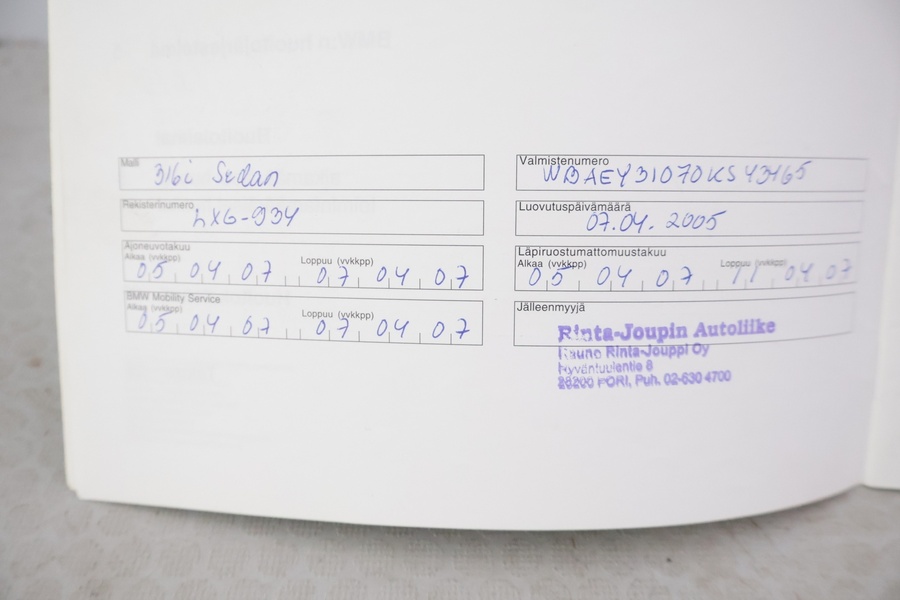 Malli
316i Sedan
Rekisterinumero
LXG-934
Ajoneuvotakuu
Alkaa (vvkkpp) Loppuu (vvkkpp)
05 04 07 07 04 07
BMW Mobility Service
Alkaa (vvkkpp) Loppuu (vvkkpp)
05 04 07 07 04 07
Valmistenumero
WBAEY31070KS43465
Luovutuspäivämäärä
07.04.2005
Läpiruostumattomuustakuu
Alkaa (vvkkpp) Loppuu (vvkkpp)
05 04 07 11 04 07
Jälleenmyyjä
Rinta-Joupin Autoliike
Rauno Rinta-Jouppi Oy
Hyväntuulentie 8
28200 PORI, Puh. 02-630 4700